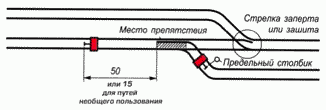 Стрелка заперта
или зашита
Место препятствия
Предельный столбик
50
или 15
для путей
необщего пользования